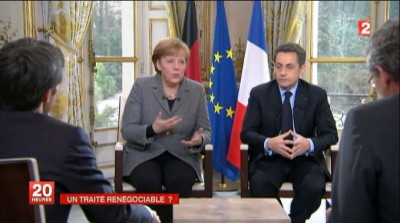 2
20
HEURES
UN TRAITÉ RENÉGOCIABLE ?